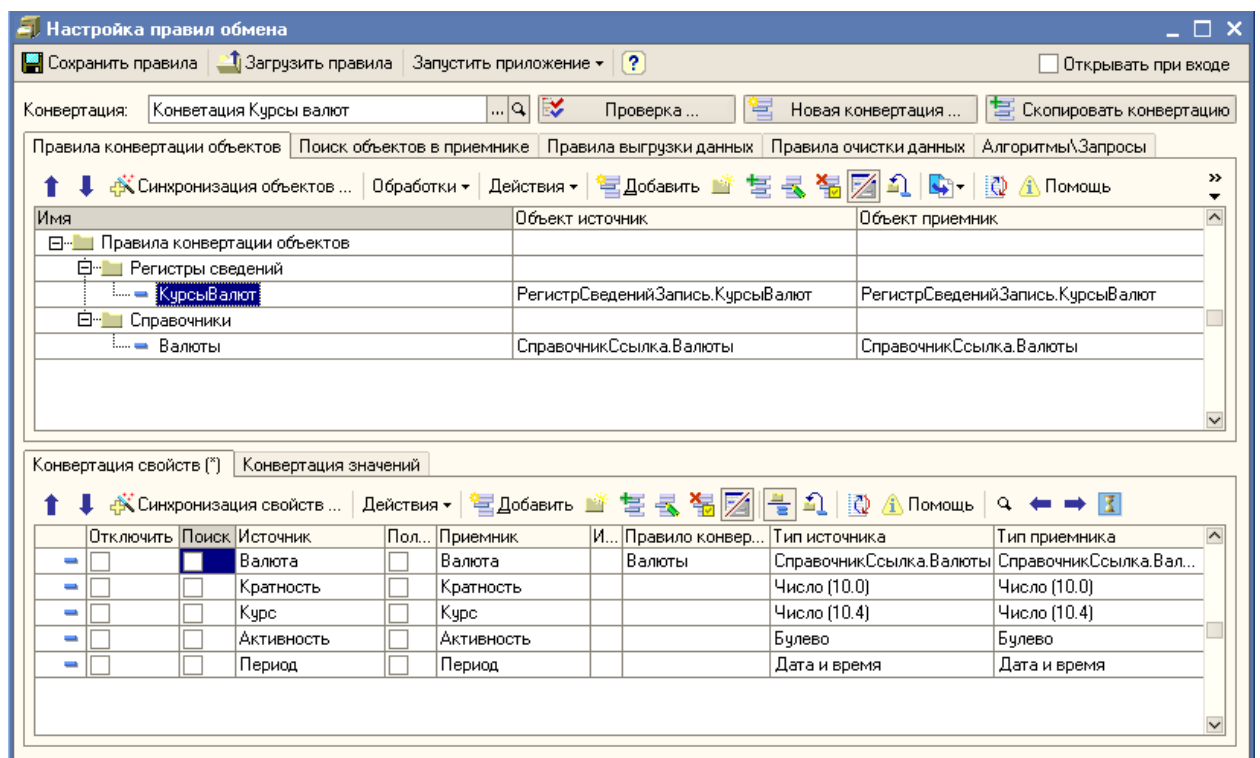 Настройка правил обмена
Сохранить правила Загрузить правила Запустить приложение ? Открывать при входе
Конвертация: Конветация Курсы валют ... Проверка ... Новая конвертация ... Скопировать конвертацию
Правила конвертации объектов Поиск объектов в приемнике Правила выгрузки данных Правила очистки данных Алгоритмы\Запросы
Синхронизация объектов ... Обработки Действия Добавить Помощь »
Имя Объект источник Объект приемник
Правила конвертации объектов
Регистры сведений
КурсыВалют РегистрСведенийЗапись.КурсыВалют РегистрСведенийЗапись.КурсыВалют
Справочники
Валюты СправочникСсылка.Валюты СправочникСсылка.Валюты
Конвертация свойств (*) Конвертация значений
Синхронизация свойств ... Действия Добавить Помощь
Отключить Поиск Источник Пол... Приемник И... Правило конвер... Тип источника Тип приемника
Валюта Валюта Валюты СправочникСсылка.Валюты СправочникСсылка.Вал...
Кратность Кратность Число (10.0) Число (10.0)
Курс Курс Число (10.4) Число (10.4)
Активность Активность Булево Булево
Период Период Дата и время Дата и время